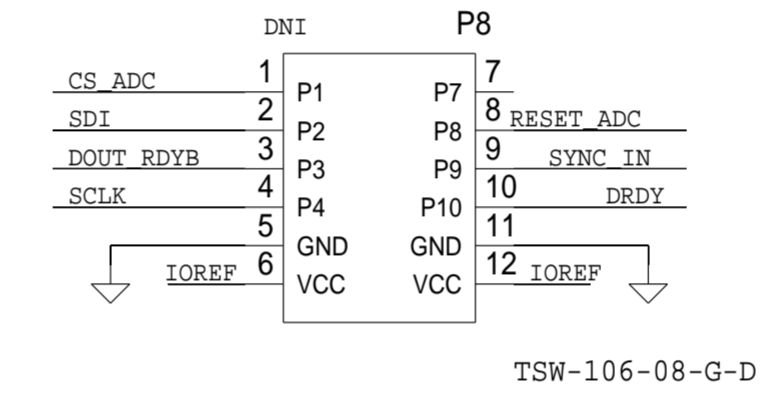 DNI P8
1 7
CS_ADC P1 P7
2 8
SDI P2 P8 RESET_ADC
3 9
DOUT_RDYB P3 P9 SYNC_IN
4 10
SCLK P4 P10 DRDY
5 11
GND GND
6 12
IOREF VCC VCC IOREF
TSW-106-08-G-D